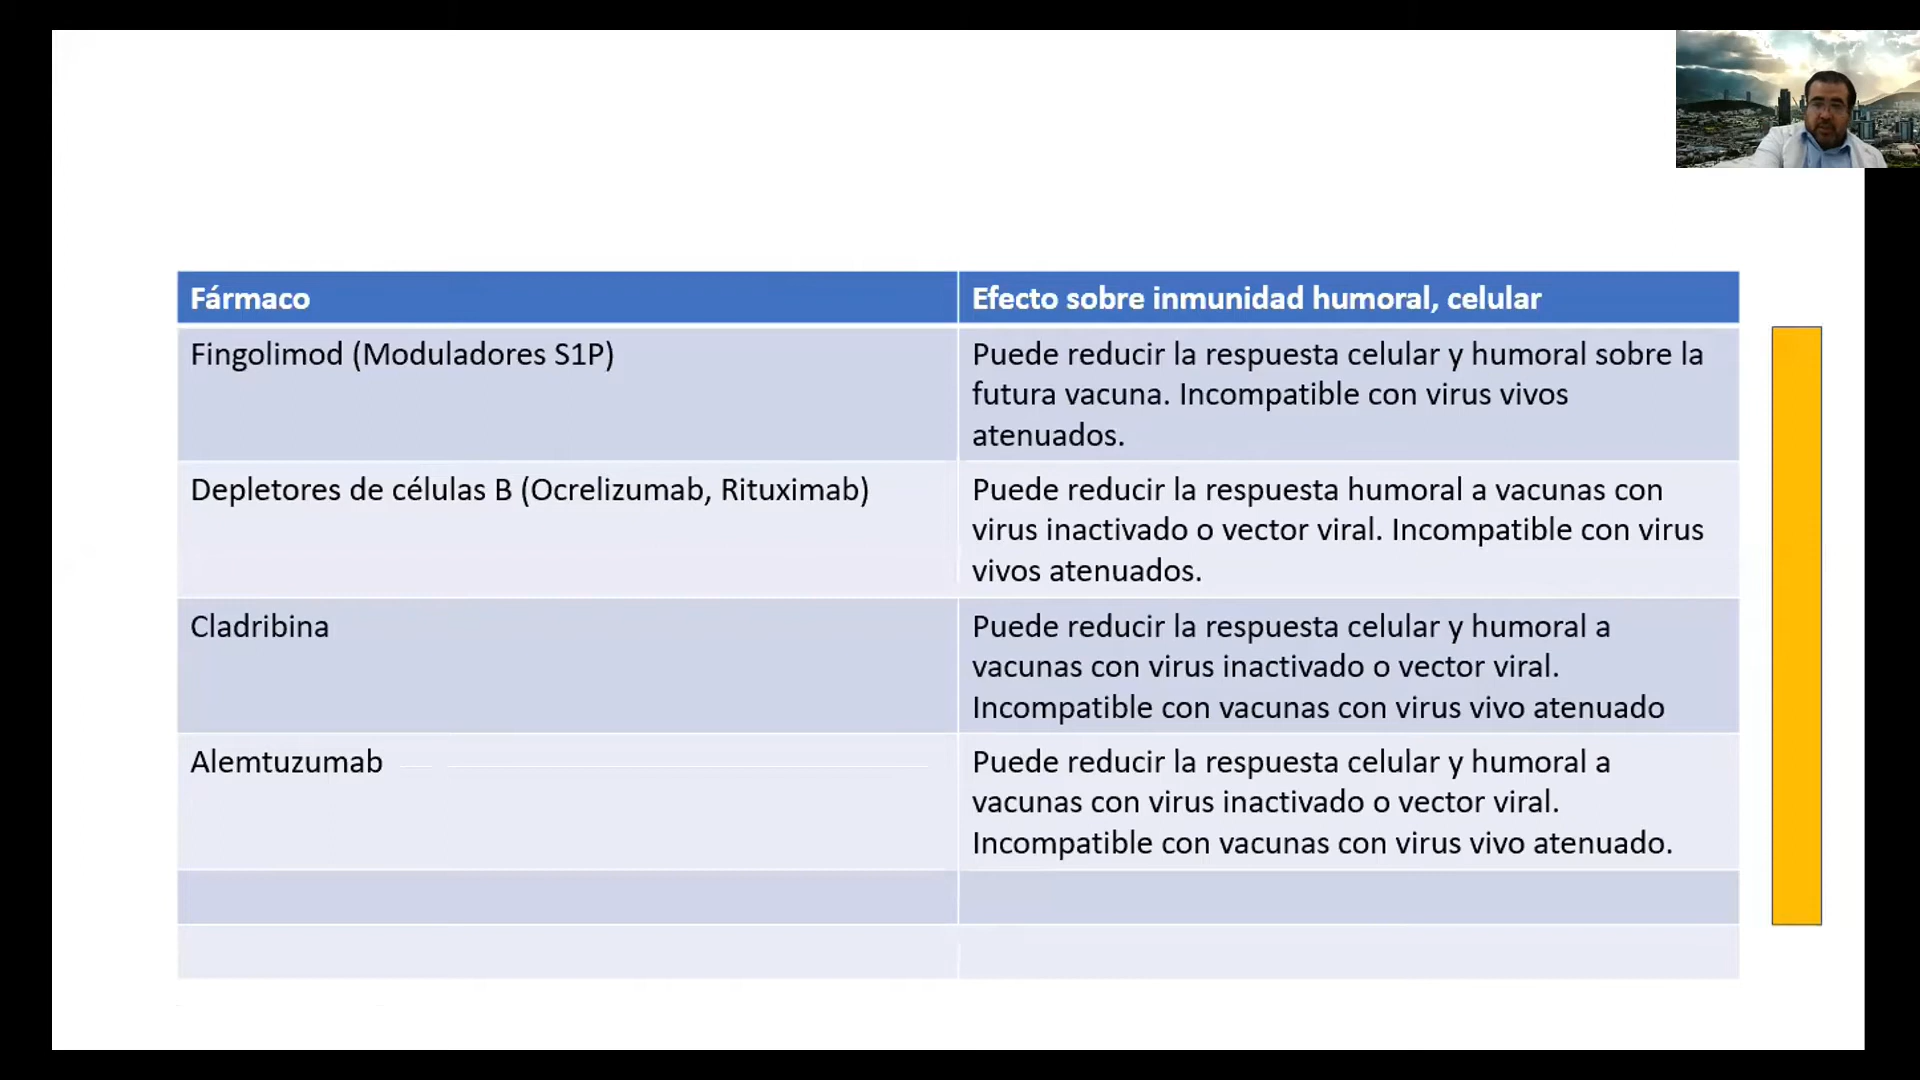 Fármaco
Efecto sobre inmunidad humoral, celular
Fingolimod (Moduladores S1P)
Puede reducir la respuesta celular y humoral sobre la
futura vacuna. Incompatible con virus vivos
atenuados.
Depletores de células B (Ocrelizumab, Rituximab)
Puede reducir la respuesta humoral a vacunas con
virus inactivado o vector viral. Incompatible con virus
vivos atenuados.
Cladribina
Puede reducir la respuesta celular y humoral a
vacunas con virus inactivado o vector viral.
Incompatible con vacunas con virus vivo atenuado
Alemtuzumab
Puede reducir la respuesta celular y humoral a
vacunas con virus inactivado o vector viral.
Incompatible con vacunas con virus vivo atenuado.